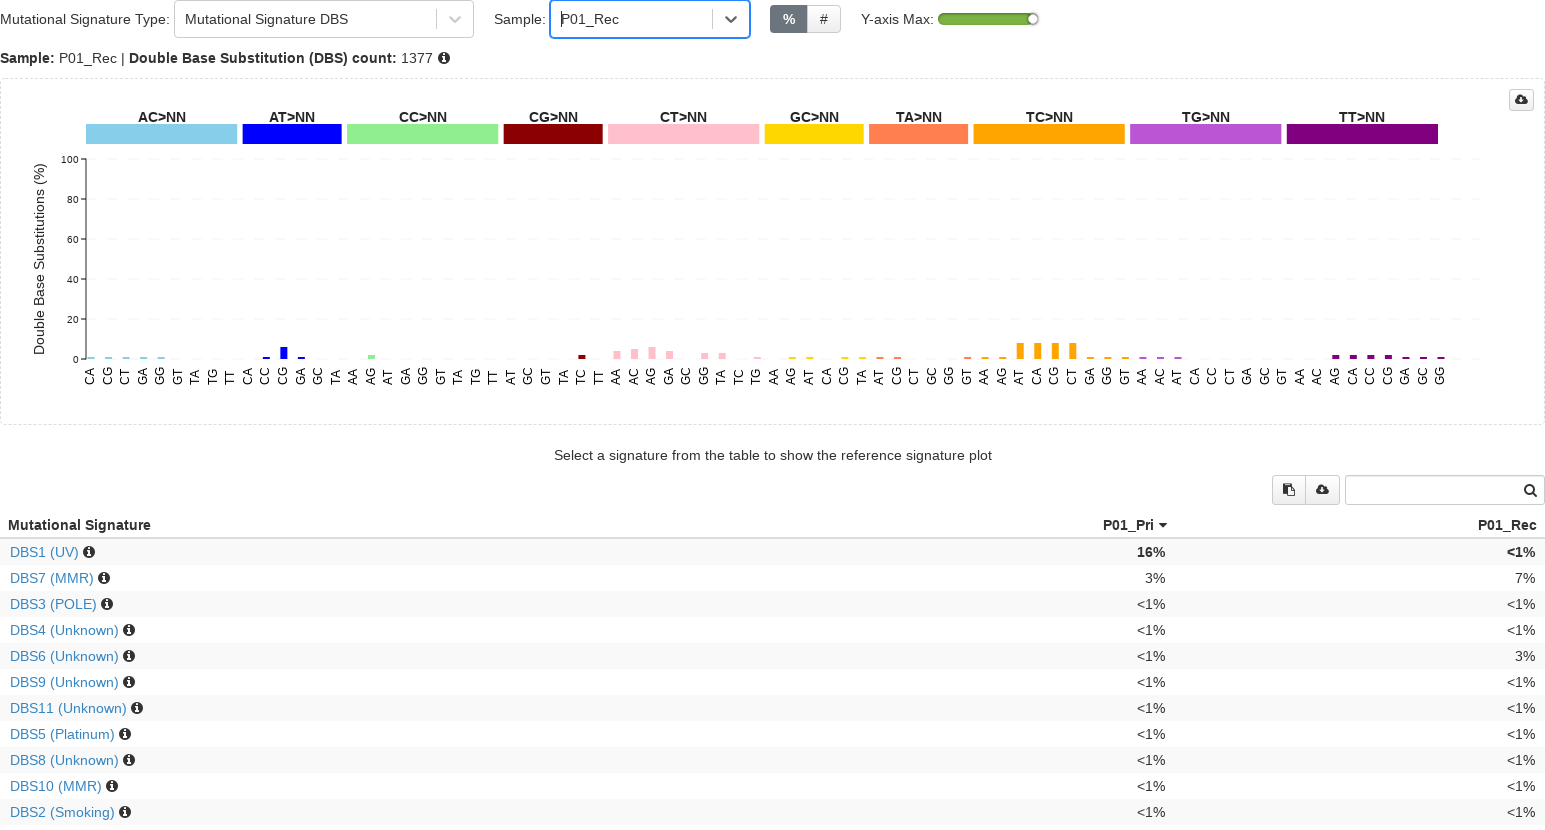 Mutational Signature Type: Mutational Signature DBS Sample: P01_Rec % # Y-axis Max:
Sample: P01_Rec | Double Base Substitution (DBS) count: 1377
AC>NN AT>NN CC>NN CG>NN CT>NN GC>NN TA>NN TC>NN TG>NN TT>NN
Double Base Substitutions (%)
100
80
60
40
20
0
CA CG CT GA GG GT TA TG TT CA CC CG GA GC TA AA AG AT GA GG GT TA TG TT AT GC GT TA TC TT AA AC AG GA GC GG TA TC TG AA AG AT CA CG TA AT CG CT GC GG GT AA AG AT CA CG CT GA GG GT AA AC AT CA CC CT GA GC GT AA AC AG CA CC CG GA GC GG
Select a signature from the table to show the reference signature plot
Mutational Signature P01_Pri P01_Rec
DBS1 (UV) 16% <1%
DBS7 (MMR) 3% 7%
DBS3 (POLE) <1% <1%
DBS4 (Unknown) <1% <1%
DBS6 (Unknown) <1% 3%
DBS9 (Unknown) <1% <1%
DBS11 (Unknown) <1% <1%
DBS5 (Platinum) <1% <1%
DBS8 (Unknown) <1% <1%
DBS10 (MMR) <1% <1%
DBS2 (Smoking) <1% <1%